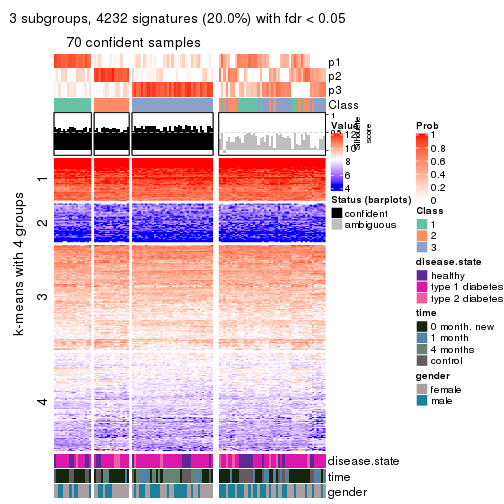 3 subgroups, 4232 signatures (20.0%) with fdr < 0.05
70 confident samples
p1
p2
p3
Class
1
Silhouette
score
Value
12
10
6
4
Status (barplots)
confident
ambiguous
Prob
1
0.8
0.6
0.4
0.2
0
Class
1
2
3
disease.state
healthy
type 1 diabetes
type 2 diabetes
time
0 month, new
1 month
4 months
control
gender
female
male
k-means with 4 groups
1
2
3
4
disease.state
time
gender